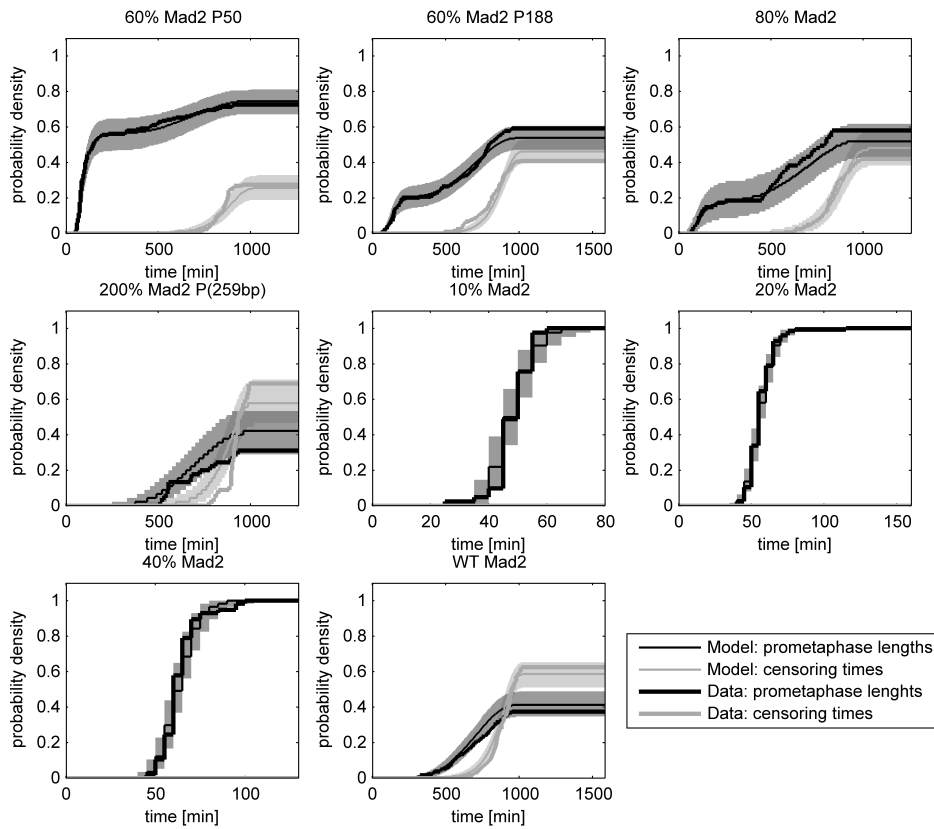 60% Mad2 P50
60% Mad2 P188
80% Mad2
probability density
1
0.8
0.6
0.4
0.2
0
0 500 1000
time [min]
probability density
1
0.8
0.6
0.4
0.2
0
0 500 1000 1500
time [min]
probability density
1
0.8
0.6
0.4
0.2
0
0 500 1000
time [min]
200% Mad2 P(259bp)
10% Mad2
20% Mad2
probability density
1
0.8
0.6
0.4
0.2
0
0 500 1000
time [min]
probability density
1
0.8
0.6
0.4
0.2
0
0 20 40 60 80
time [min]
probability density
1
0.8
0.6
0.4
0.2
0
0 50 100 150
time [min]
40% Mad2
WT Mad2
probability density
1
0.8
0.6
0.4
0.2
0
0 50 100
time [min]
probability density
1
0.8
0.6
0.4
0.2
0
0 500 1000 1500
time [min]
Model: prometaphase lengths
Model: censoring times
Data: prometaphase lenghts
Data: censoring times